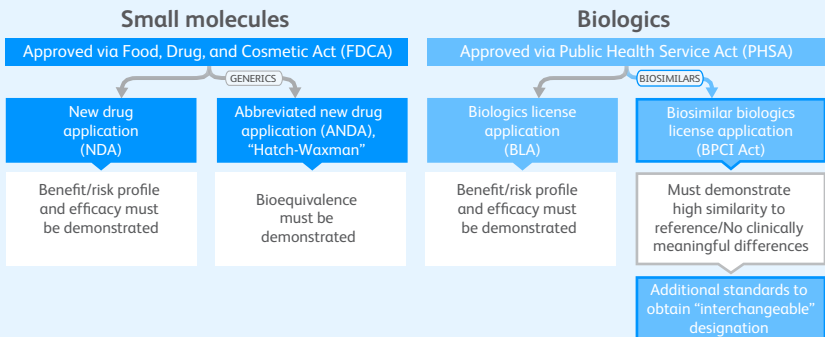 Small molecules
Approved via Food, Drug, and Cosmetic Act (FDCA)
GENERICS
New drug
application
(NDA)
Benefit/risk profile
and efficacy must
be demonstrated
Abbreviated new drug
application (ANDA),
“Hatch-Waxman”
Bioequivalence
must be
demonstrated
Biologics
Approved via Public Health Service Act (PHSA)
BIOSIMILARS
Biologics license
application
(BLA)
Benefit/risk profile
and efficacy must
be demonstrated
Biosimilar biologics
license application
(BPCI Act)
Must demonstrate
high similarity to
reference/No clinically
meaningful differences
Additional standards to
obtain “interchangeable”
designation